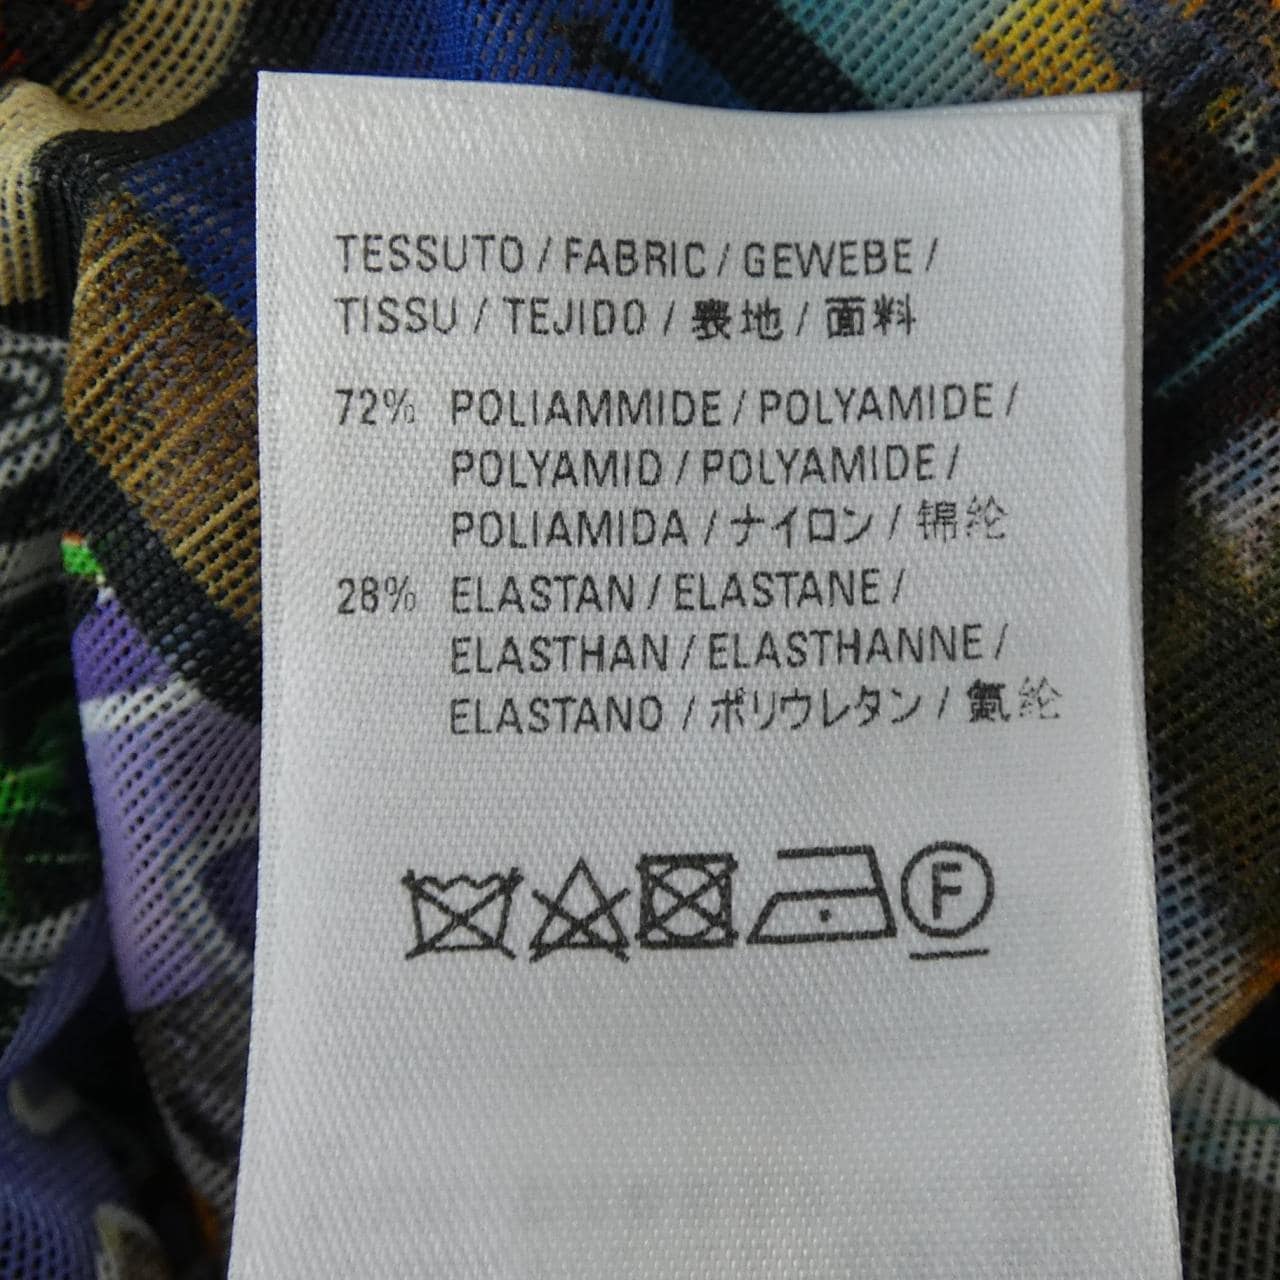 TESSUTO / FABRIC / GEWEBE /
TISSU / TEJIDO / 表地 / 面料
72% POLIAMMIDE / POLYAMIDE /
POLYAMID / POLYAMIDE /
POLIAMIDA / ナイロン / 锦纶
28% ELASTAN / ELASTANE /
ELASTHAN / ELASTHANNE /
ELASTANO / ポリウレタン / 氨纶
F